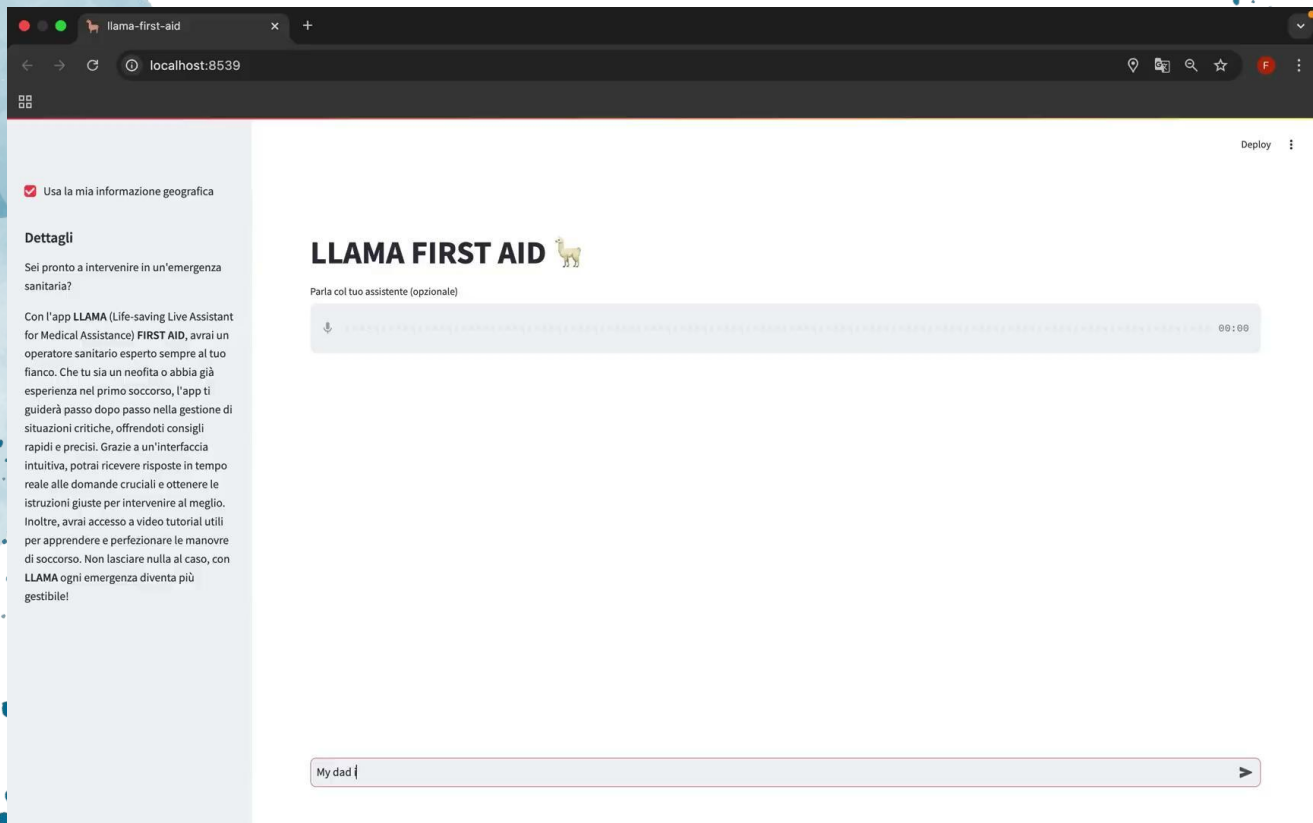 llama-first-aid
localhost:8539
F
Deploy
Usa la mia informazione geografica
Dettagli
Sei pronto a intervenire in un'emergenza
sanitaria?
Con l'app LLAMA (Life-saving Live Assistant
for Medical Assistance) FIRST AID, avrai un
operatore sanitario esperto sempre al tuo
fianco. Che tu sia un neofita o abbia già
esperienza nel primo soccorso, l'app ti
guiderà passo dopo passo nella gestione di
situazioni critiche, offrendoti consigli
rapidi e precisi. Grazie a un'interfaccia
intuitiva, potrai ricevere risposte in tempo
reale alle domande cruciali e ottenere le
istruzioni giuste per intervenire al meglio.
Inoltre, avrai accesso a video tutorial utili
per apprendere e perfezionare le manovre
di soccorso. Non lasciare nulla al caso, con
LLAMA ogni emergenza diventa più
gestibile!
LLAMA FIRST AID
Parla col tuo assistente (opzionale)
00:00
My dad i